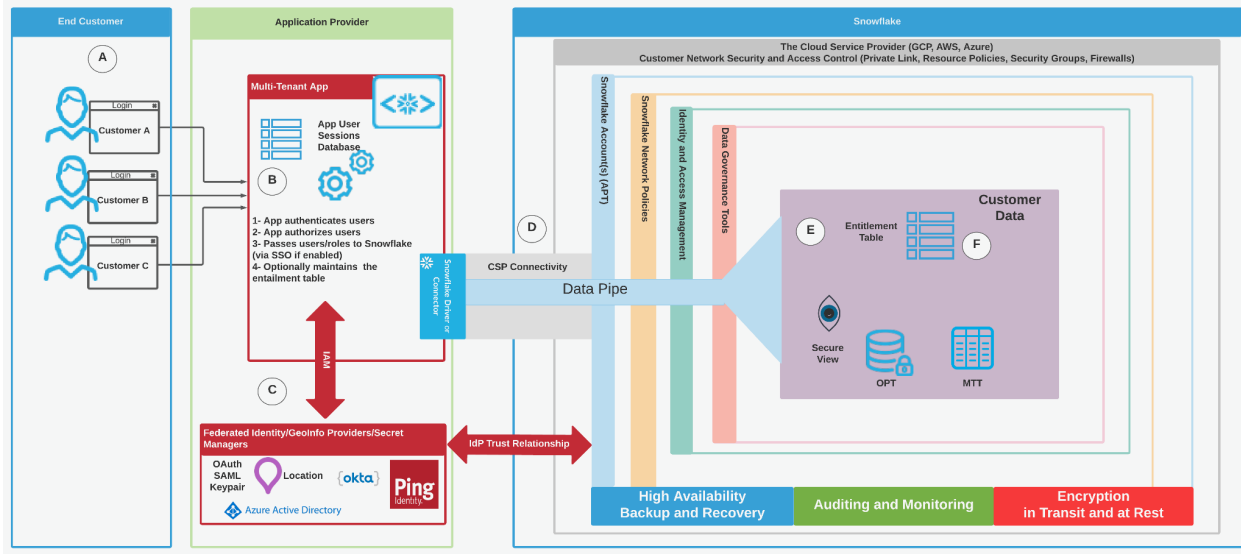 End Customer
Application Provider
Snowflake
The Cloud Service Provider (GCP, AWS, Azure)
Customer Network Security and Access Control (Private Link, Resource Policies, Security Groups, Firewalls)
A
Login
Customer A
Login
Customer B
Login
Customer C
Multi-Tenant App
App User
Sessions
Database
B
1- App authenticates users
2- App authorizes users
3- Passes users/roles to Snowflake
(via SSO if enabled)
4- Optionally maintains the
entailment table
Snowflake Driver or
Connector
IAM
C
Federated Identity/GeoInfo Providers/Secret
Managers
OAuth
SAML
Keypair
Location
{okta}
Ping
Identity.
Azure Active Directory
IdP Trust Relationship
D
CSP Connectivity
Data Pipe
Snowflake Account(s) (APT)
Snowflake Network Policies
Identity and Access Management
Data Governance Tools
Customer
Data
E
Entitlement
Table
F
Secure
View
OPT
MTT
High Availability
Backup and Recovery
Auditing and Monitoring
Encryption
in Transit and at Rest